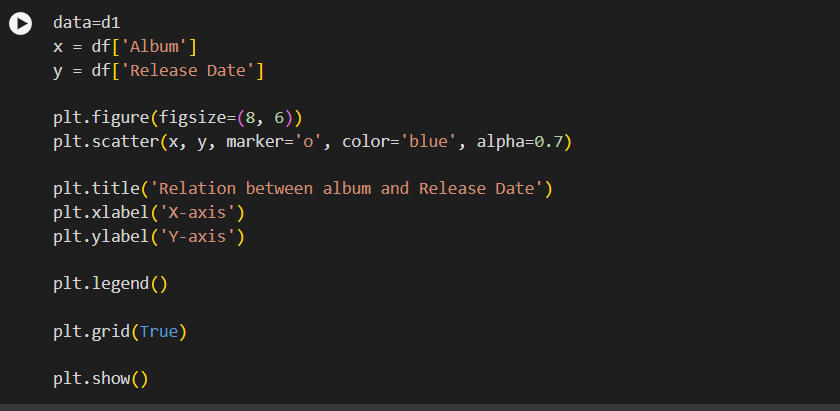 data=d1
x = df['Album']
y = df['Release Date']
plt.figure(figsize=(8, 6))
plt.scatter(x, y, marker='o', color='blue', alpha=0.7)
plt.title('Relation between album and Release Date')
plt.xlabel('X-axis')
plt.ylabel('Y-axis')
plt.legend()
plt.grid(True)
plt.show()